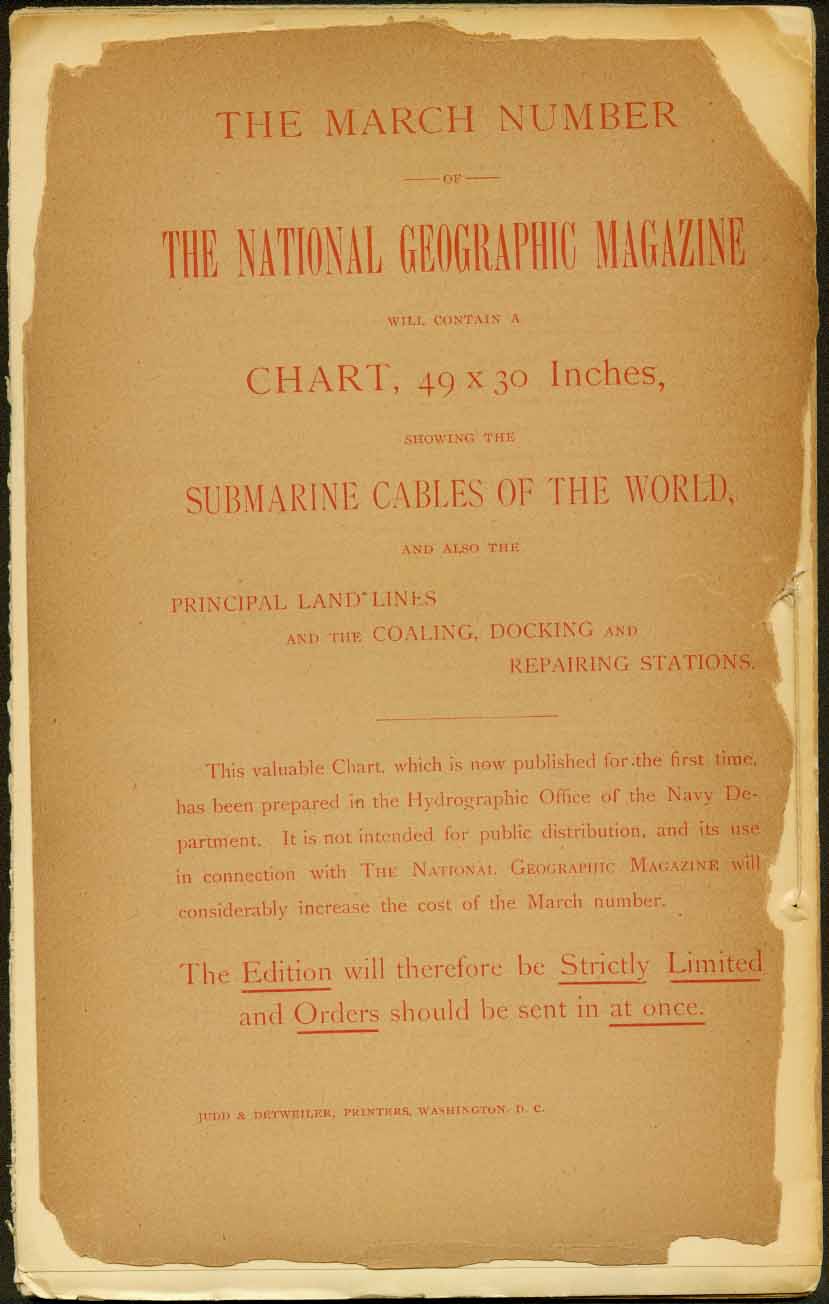 THE MARCH NUMBER
OF
THE NATIONAL GEOGRAPHIC MAGAZINE
WILL CONTAIN A
CHART, 49 x 30 Inches,
SHOWING THE
SUBMARINE CABLES OF THE WORLD,
AND ALSO THE
PRINCIPAL LAND LINES
AND THE COALING, DOCKING AND
REPAIRING STATIONS.
This valuable Chart, which is now published for the first time,
has been prepared in the Hydrographic Office of the Navy De-
partment. It is not intended for public distribution, and its use
in connection with THE NATIONAL GEOGRAPHIC MAGAZINE will
considerably increase the cost of the March number.
The Edition will therefore be Strictly Limited
and Orders should be sent in at once.
JUDD & DETWEILER, PRINTERS, WASHINGTON, D. C.